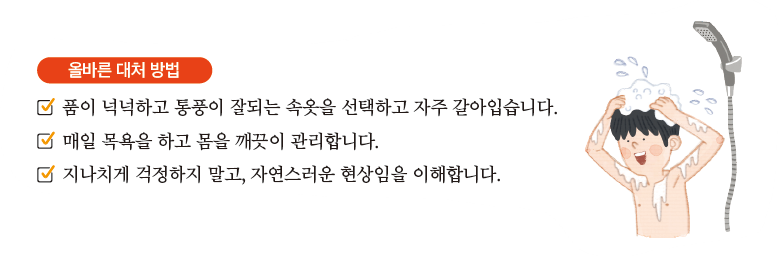 올바른 대처 방법
품이 넉넉하고 통풍이 잘되는 속옷을 선택하고 자주 갈아입습니다.
매일 목욕을 하고 몸을 깨끗이 관리합니다.
지나치게 걱정하지 말고, 자연스러운 현상임을 이해합니다.